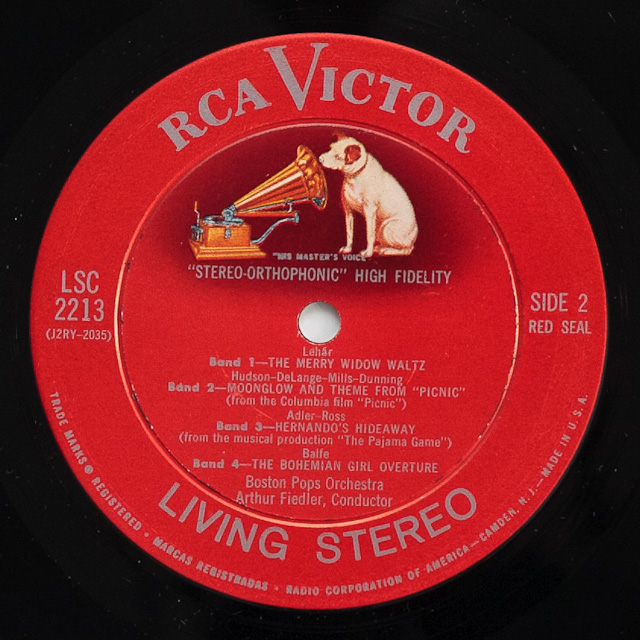 RCA VICTOR
"HIS MASTER'S VOICE"
"STEREO-ORTHOPHONIC" HIGH FIDELITY
LSC
2213
(J2RY-2035)
SIDE 2
RED SEAL
Lehár
Band 1—THE MERRY WIDOW WALTZ
Hudson-DeLange-Mills-Dunning
Band 2—MOONGLOW AND THEME FROM "PICNIC"
(from the Columbia film "Picnic")
Adler-Ross
Band 3—HERNANDO'S HIDEAWAY
(from the musical production "The Pajama Game")
Balfe
Band 4—THE BOHEMIAN GIRL OVERTURE
Boston Pops Orchestra
Arthur Fiedler, Conductor
LIVING STEREO
TRADE MARKS ® REGISTERED • MARCAS REGISTRADAS • RADIO CORPORATION OF AMERICA—CAMDEN, N. J.—MADE IN U.S.A.